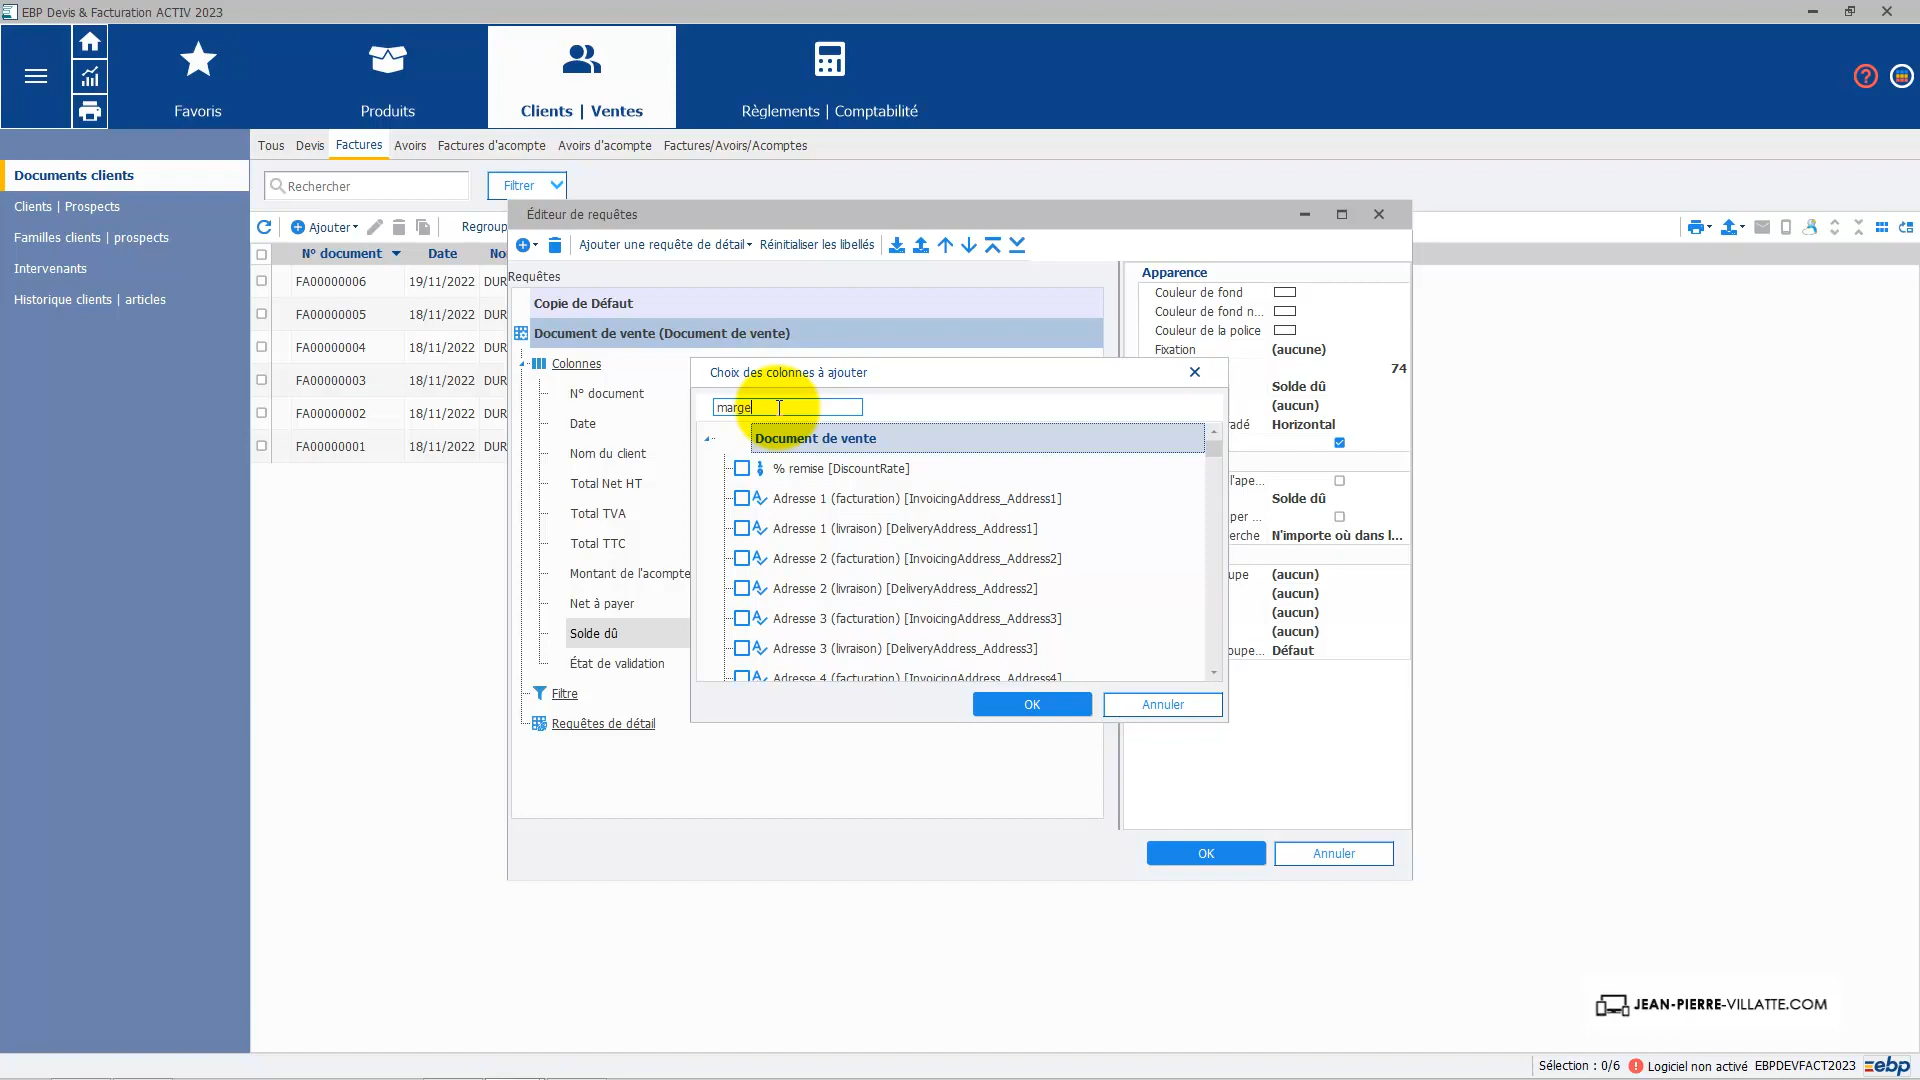 EBP Devis & Facturation ACTIV 2023
Favoris
Produits
Clients | Ventes
Règlements | Comptabilité
Documents clients
Clients | Prospects
Familles clients | prospects
Intervenants
Historique clients | articles
Tous Devis Factures Avoirs Factures d'acompte Avoirs d'acompte Factures/Avoirs/Acomptes
Rechercher
Filtrer
Ajouter
Regroup
N° document Date No
FA00000006 19/11/2022 DUR
FA00000005 18/11/2022 DUR
FA00000004 18/11/2022 DUR
FA00000003 18/11/2022 DUR
FA00000002 18/11/2022 DUR
FA00000001 18/11/2022 DUR
Éditeur de requêtes
Ajouter une requête de détail Réinitialiser les libellés
Requêtes
Copie de Défaut
Document de vente (Document de vente)
Colonnes
N° document
Date
Nom du client
Total Net HT
Total TVA
Total TTC
Montant de l'acompte
Net à payer
Solde dû
État de validation
Filtre
Requêtes de détail
Choix des colonnes à ajouter
marge
Document de vente
% remise [DiscountRate]
Adresse 1 (facturation) [InvoicingAddress_Address1]
Adresse 1 (livraison) [DeliveryAddress_Address1]
Adresse 2 (facturation) [InvoicingAddress_Address2]
Adresse 2 (livraison) [DeliveryAddress_Address2]
Adresse 3 (facturation) [InvoicingAddress_Address3]
Adresse 3 (livraison) [DeliveryAddress_Address3]
Adresse 4 (facturation) [InvoicingAddress_Address4]
OK
Annuler
Apparence
Couleur de fond
Couleur de fond n...
Couleur de la police
Fixation (aucune)
74
Solde dû
(aucun)
adé Horizontal
l'ape...
Solde dû
per ...
erche N'importe où dans l...
upe (aucun)
(aucun)
(aucun)
(aucun)
oupe... Défaut
OK
Annuler
JEAN-PIERRE-VILLATTE.COM
Sélection : 0/6 Logiciel non activé EBPDEVFACT2023 ebp